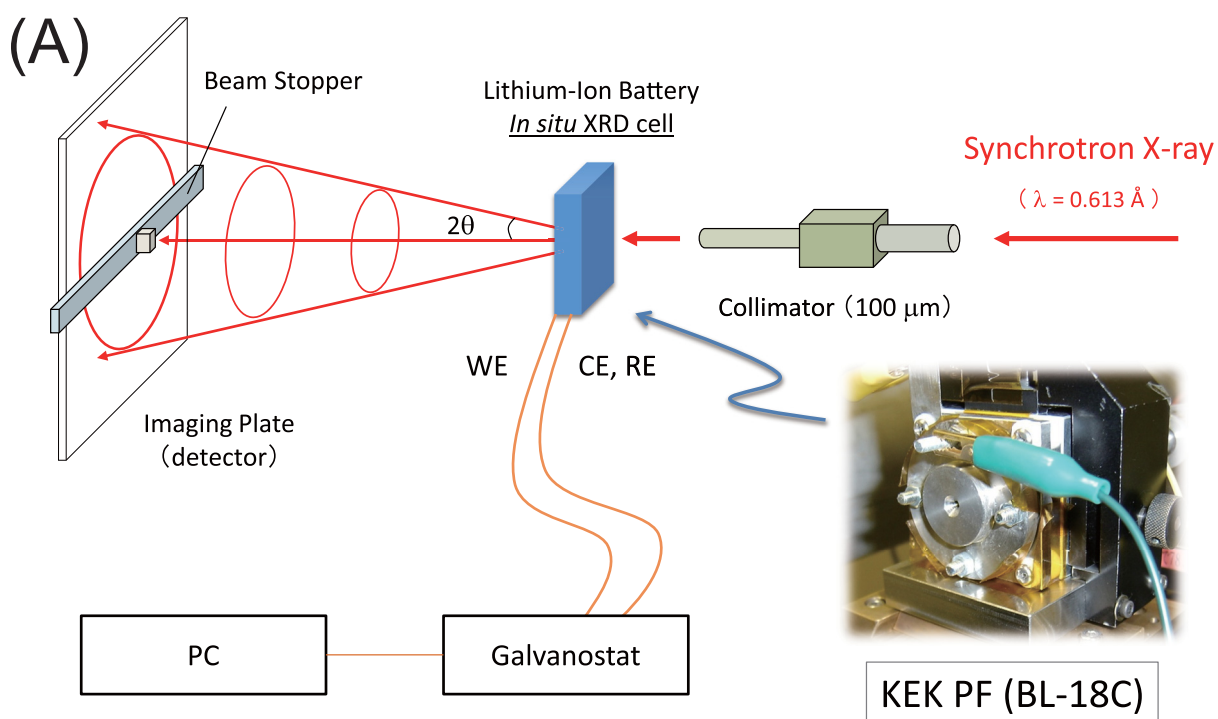 (A)
Beam Stopper
Lithium-Ion Battery
In situ XRD cell
Synchrotron X-ray
( λ = 0.613 Å )
2θ
Collimator (100 μm)
WE
CE, RE
Imaging Plate
(detector)
PC
Galvanostat
KEK PF (BL-18C)